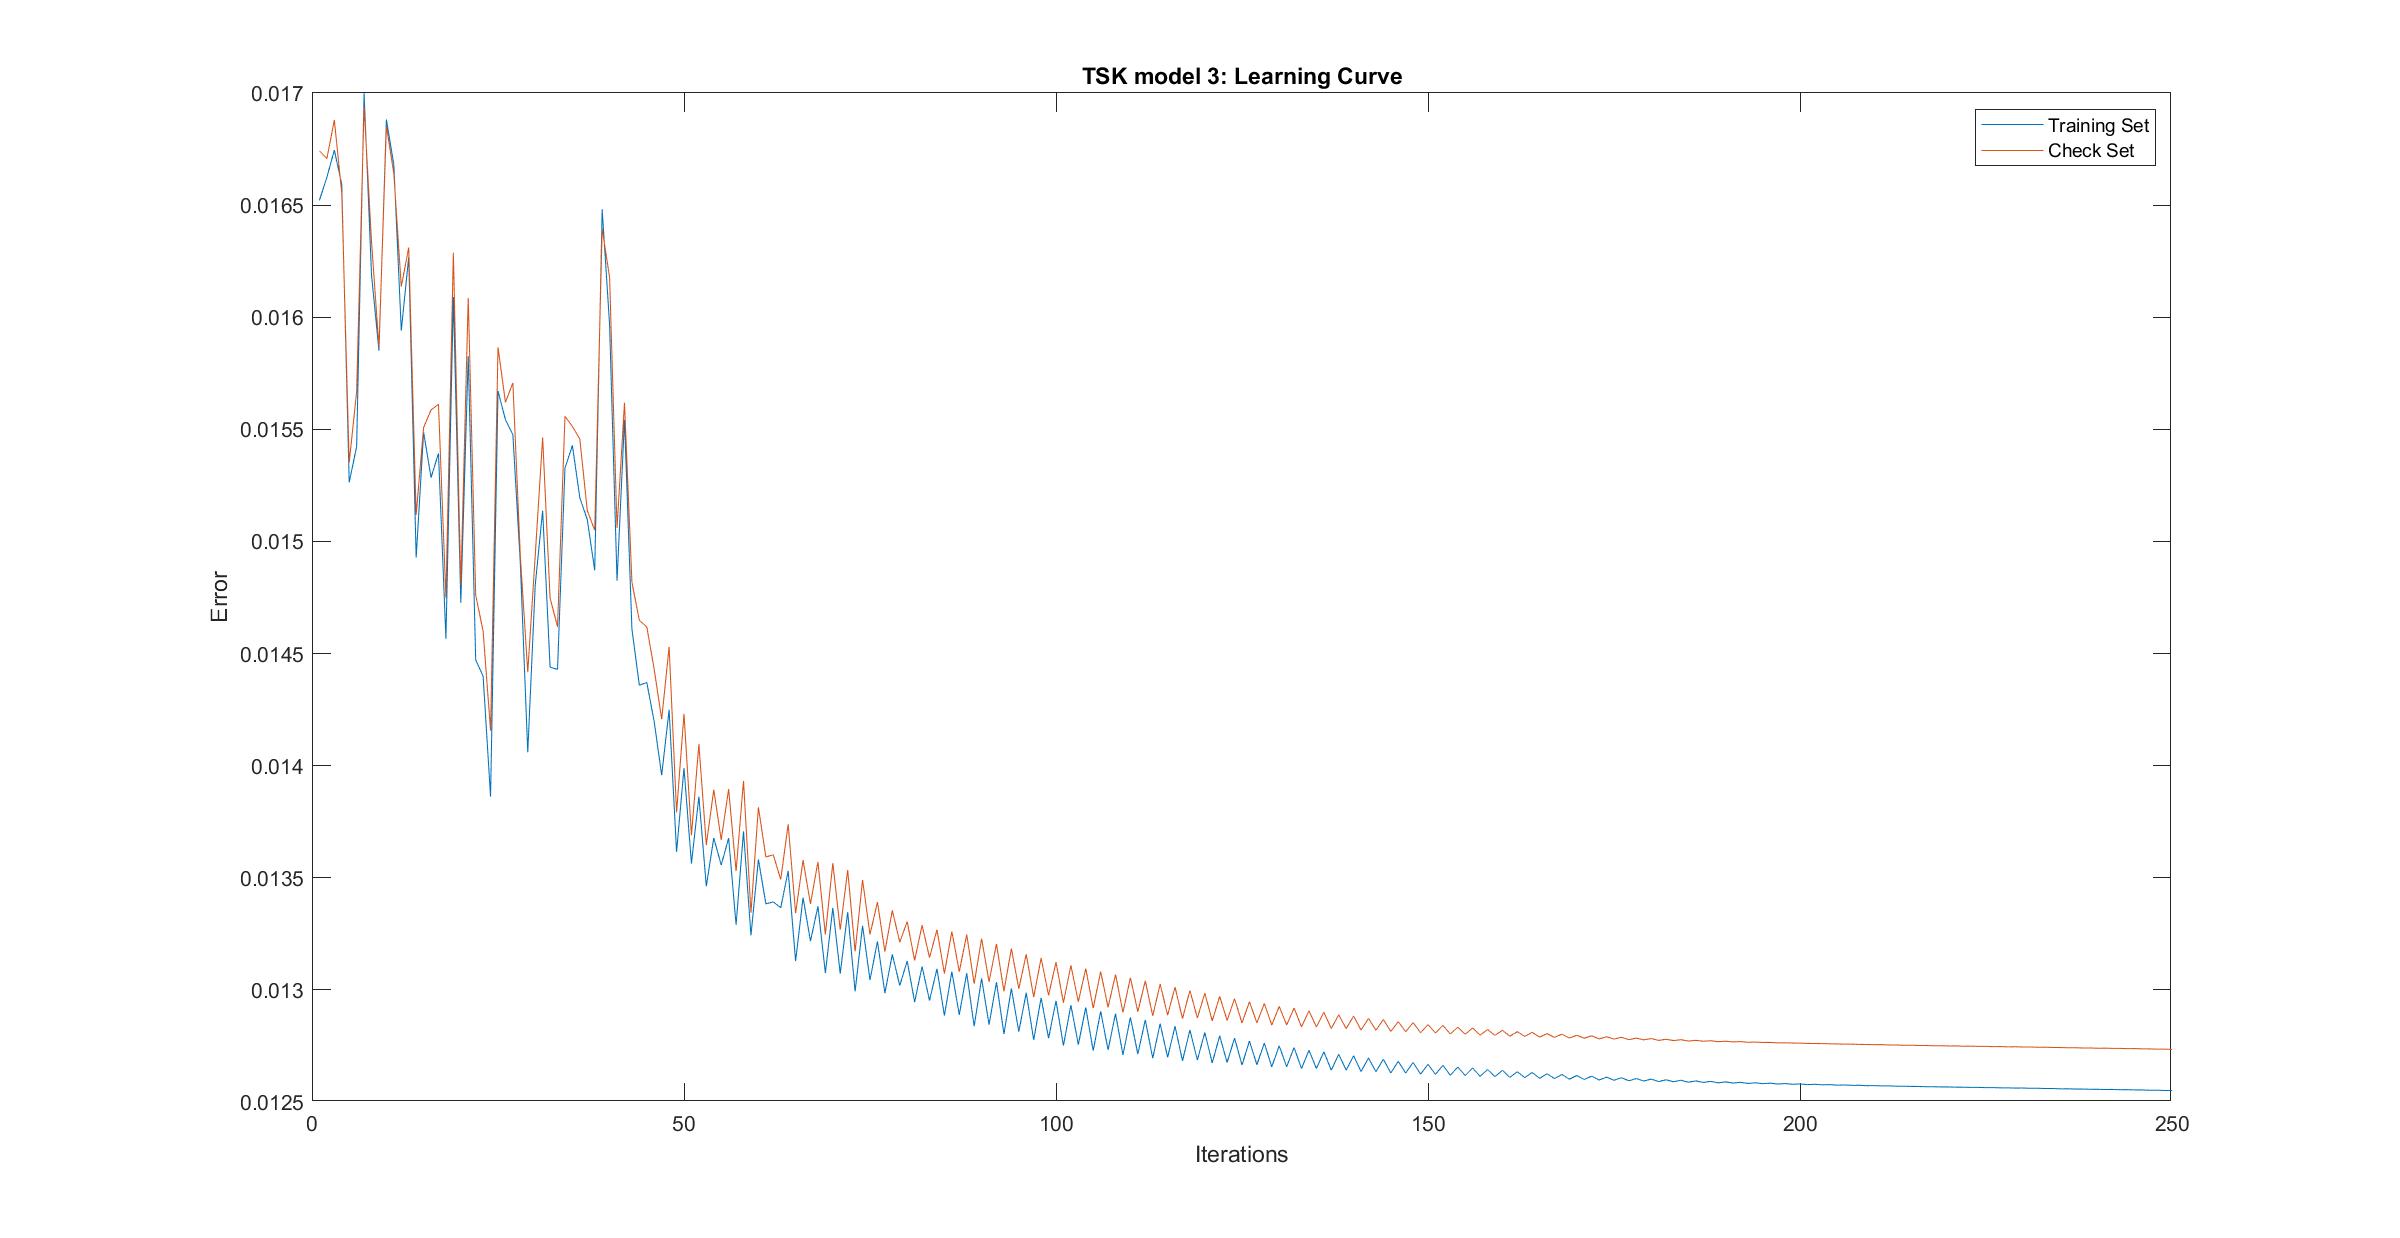 TSK model 3: Learning Curve
0.017
0.0165
0.016
0.0155
0.015
0.0145
0.014
0.0135
0.013
0.0125
Error
Training Set
Check Set
0 50 100 150 200 250
Iterations